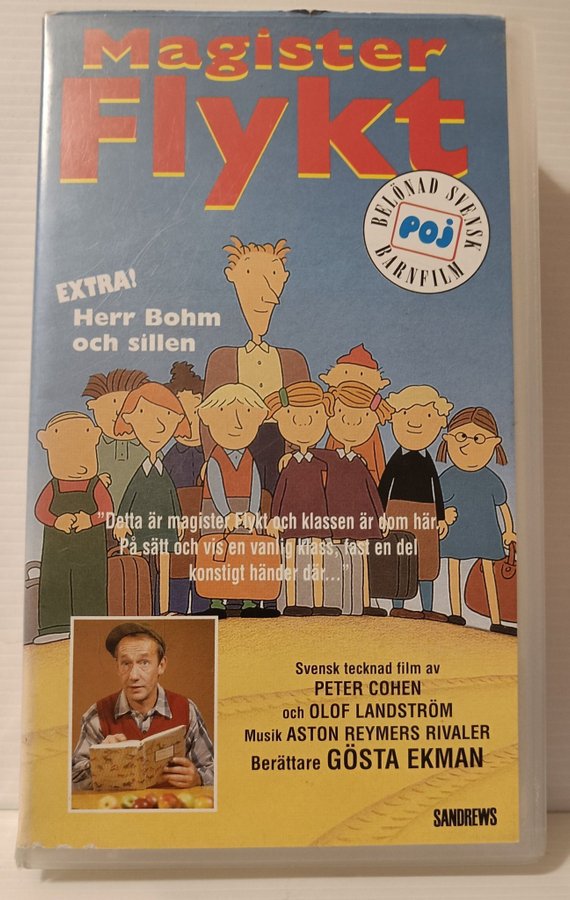 Magister
Flykt
BELÖNAD SVENSK
poj
BARNFILM
EXTRA!
Herr Bohm
och sillen
"Detta är magister Flykt och klassen är dom här.
På sätt och vis en vanlig klass, fast en del
konstigt händer där..."
Svensk tecknad film av
PETER COHEN
och OLOF LANDSTRÖM
Musik ASTON REYMERS RIVALER
Berättare GÖSTA EKMAN
SANDREWS